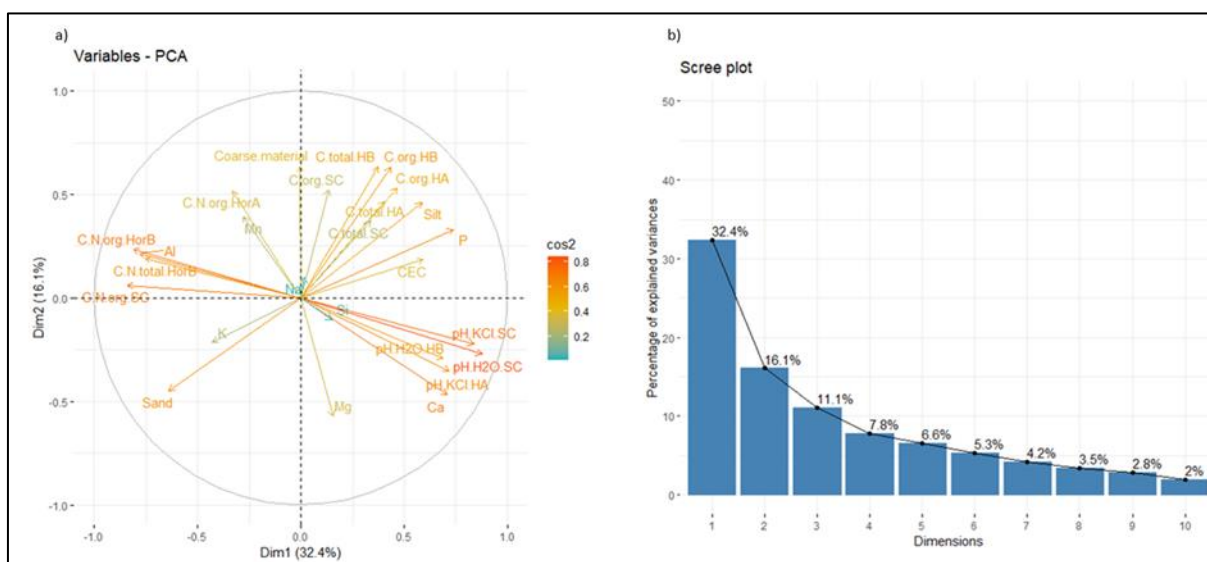 a)
Variables - PCA
1.0
0.5
0.0
-0.5
-1.0
Dim2 (16.1%)
Coarse.material
C.total.HB
C.org.HB
C.org.SC
C.org.HA
C.N.org.HorA
C.total.HA
Silt
Mn
C.total.SC
P
C.N.org.HorB
Al
C.N.total.HorB
CEC
C.N.org.SC
Na
Si
K
pH.KCl.SC
pH.H2O.HB
pH.H2O.SC
pH.KCl.HA
Sand
Mg
Ca
-1.0 -0.5 0.0 0.5 1.0
Dim1 (32.4%)
cos2
0.8
0.6
0.4
0.2
b)
Scree plot
50
40
30
20
10
0
Percentage of explained variances
32.4%
16.1%
11.1%
7.8%
6.6%
5.3%
4.2%
3.5%
2.8%
2%
1 2 3 4 5 6 7 8 9 10
Dimensions